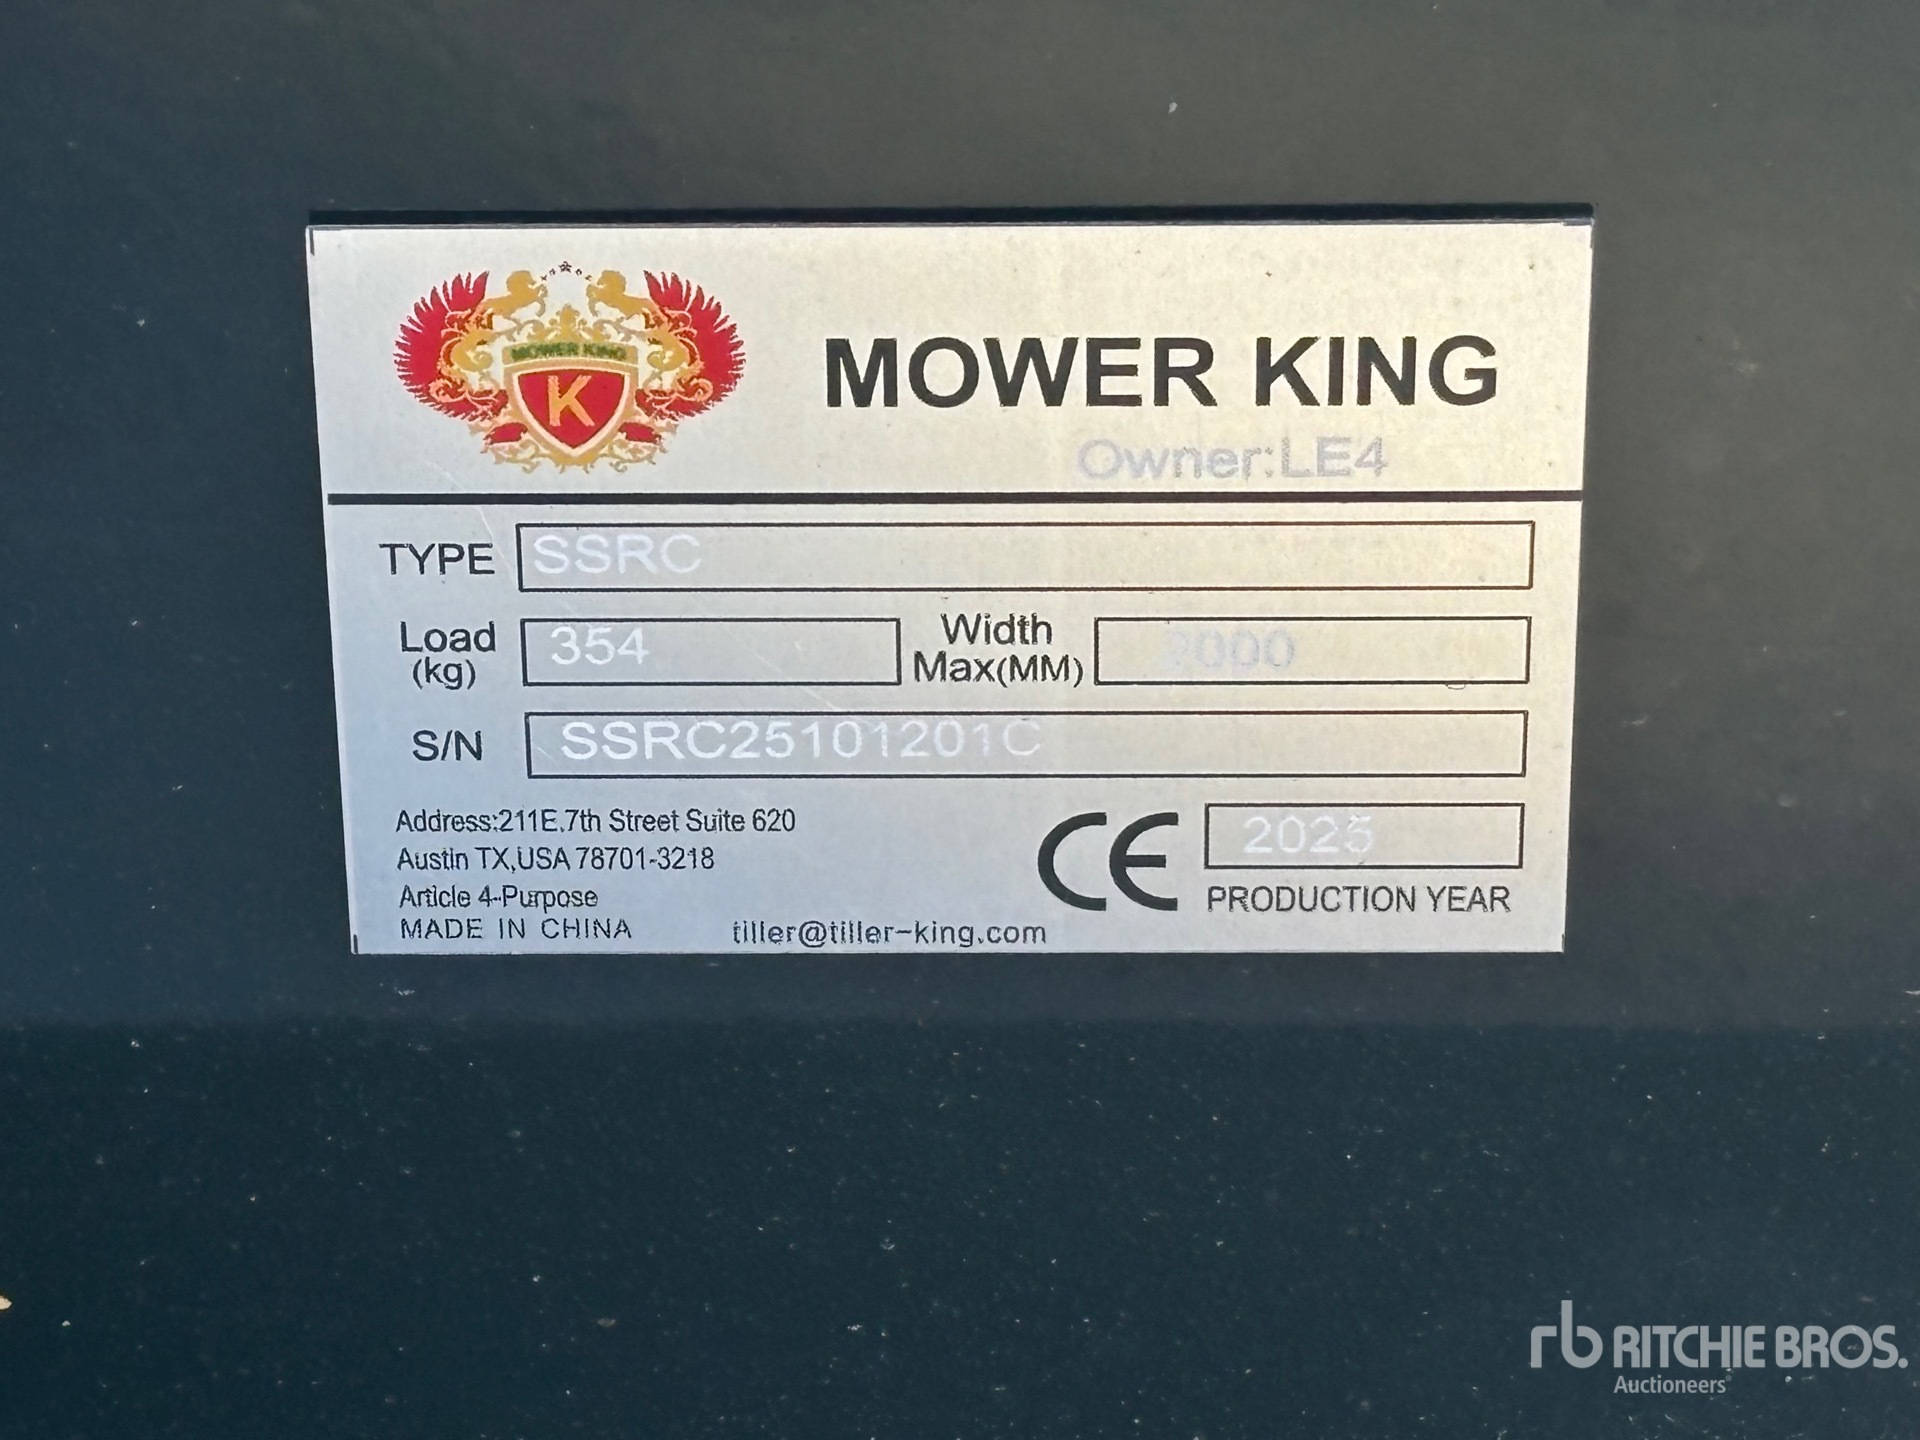 MOWER KING
K
MOWER KING
Owner:LE4
TYPE SSRC
Load (kg) 354 Width Max(MM)
S/N SSRC25101201C
Address:211E.7th Street Suite 620
Austin TX,USA 78701-3218
Article 4-Purpose
MADE IN CHINA
tiller@tiller-king.com
CE
2025
PRODUCTION YEAR
rb RITCHIE BROS.
Auctioneers